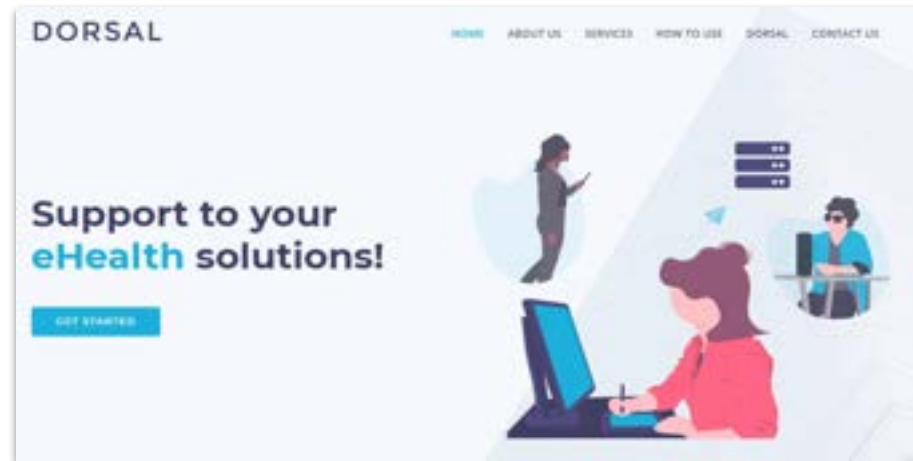 DORSAL
HOME ABOUT US SERVICES HOW TO USE DORSAL CONTACT US
Support to your
eHealth solutions!
GET STARTED